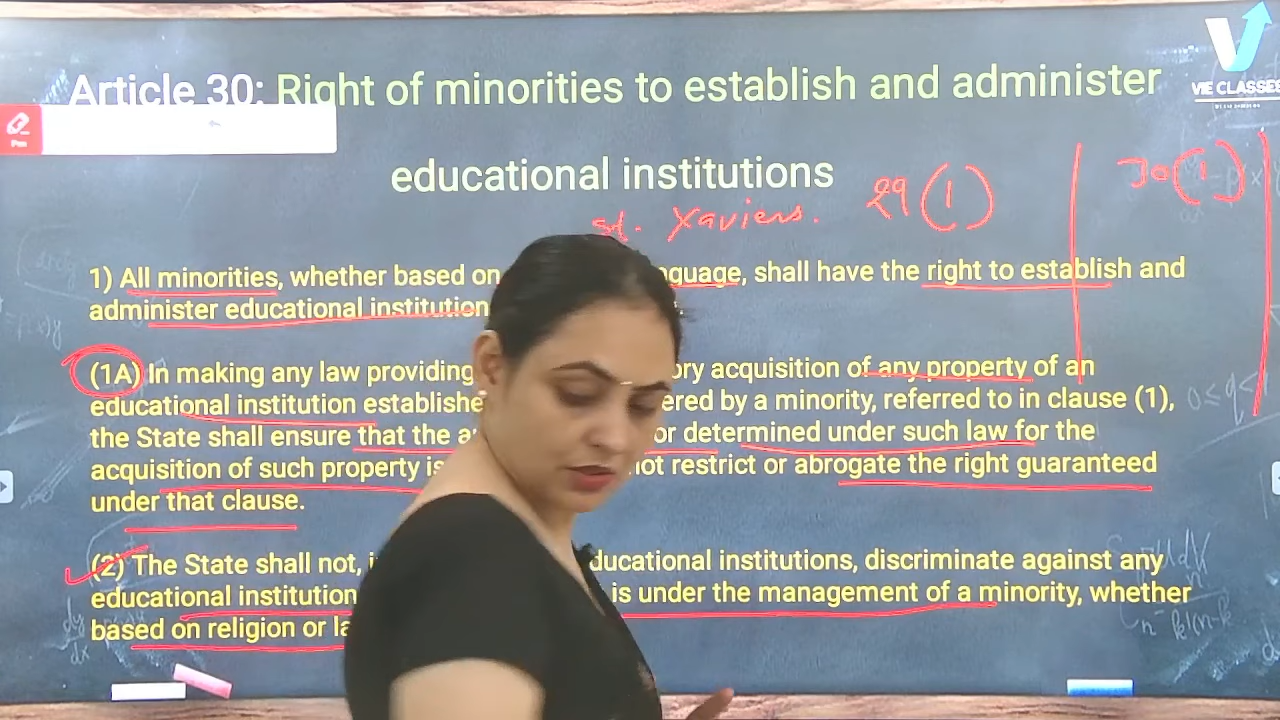 Article 30: Right of minorities to establish and administer
educational institutions
VIE CLASSES
Pen
St. Xaviers. 29 (1)
30 (1)
1) All minorities, whether based on guage, shall have the right to establish and
administer educational institution
(1A) In making any law providing ory acquisition of any property of an
educational institution establishe ered by a minority, referred to in clause (1),
the State shall ensure that the a or determined under such law for the
acquisition of such property is not restrict or abrogate the right guaranteed
under that clause.
(2) The State shall not, i ducational institutions, discriminate against any
educational institution is under the management of a minority, whether
based on religion or la
0 ≤ q <